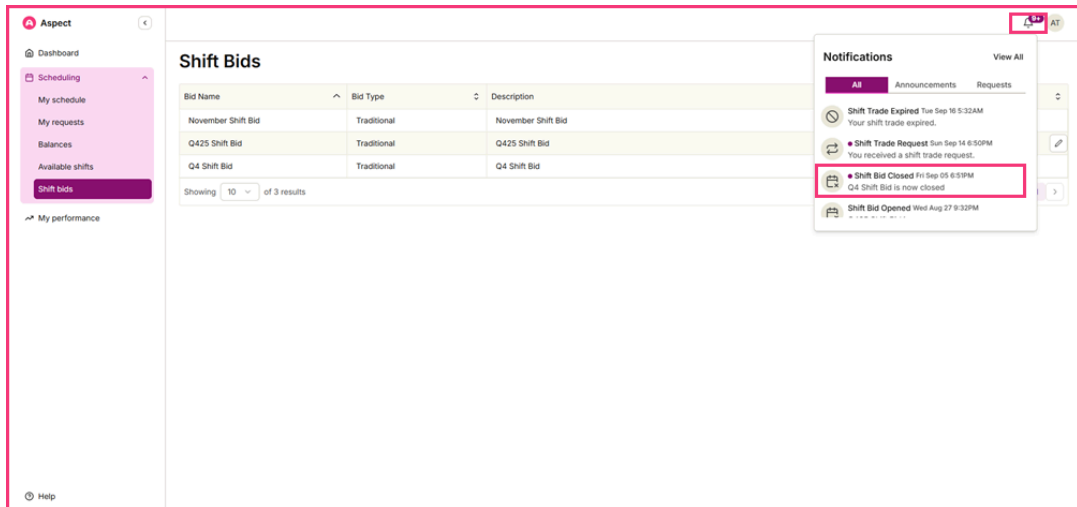 Aspect
9+
AT
Dashboard
Scheduling
My schedule
My requests
Balances
Available shifts
Shift bids
My performance
Help
Shift Bids
Bid Name Bid Type Description
November Shift Bid Traditional November Shift Bid
Q425 Shift Bid Traditional Q425 Shift Bid
Q4 Shift Bid Traditional Q4 Shift Bid
Showing 10 of 3 results
Notifications View All
All Announcements Requests
Shift Trade Expired Tue Sep 16 5:32AM
Your shift trade expired.
Shift Trade Request Sun Sep 14 6:50PM
You received a shift trade request.
Shift Bid Closed Fri Sep 05 6:51PM
Q4 Shift Bid is now closed
Shift Bid Opened Wed Aug 27 9:32PM